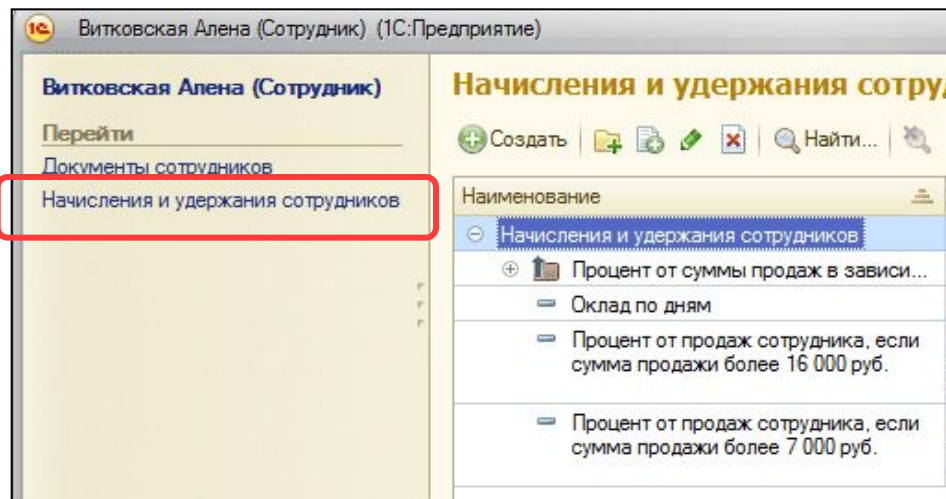 1С Витковская Алена (Сотрудник) (1С:Предприятие)
Витковская Алена (Сотрудник)
Перейти
Документы сотрудников
Начисления и удержания сотрудников
Начисления и удержания сотру
Создать Найти...
Наименование
Начисления и удержания сотрудников
Процент от суммы продаж в зависи...
Оклад по дням
Процент от продаж сотрудника, если
сумма продажи более 16 000 руб.
Процент от продаж сотрудника, если
сумма продажи более 7 000 руб.